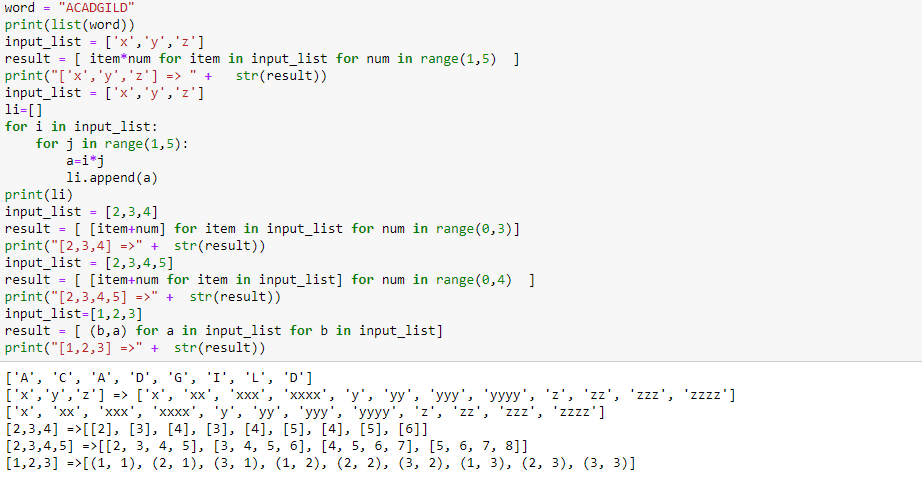 word = "ACADGILD"
print(list(word))
input_list = ['x','y','z']
result = [ item*num for item in input_list for num in range(1,5)  ]
print("['x','y','z'] => " +   str(result))
input_list = ['x','y','z']
li=[]
for i in input_list:
    for j in range(1,5):
        a=i*j
        li.append(a)
print(li)
input_list = [2,3,4]
result = [ [item+num] for item in input_list for num in range(0,3)]
print("[2,3,4] =>" +  str(result))
input_list = [2,3,4,5]
result = [ [item+num for item in input_list] for num in range(0,4)  ]
print("[2,3,4,5] =>" +  str(result))
input_list=[1,2,3]
result = [ (b,a) for a in input_list for b in input_list]
print("[1,2,3] =>" +  str(result))
['A', 'C', 'A', 'D', 'G', 'I', 'L', 'D']
['x','y','z'] => ['x', 'xx', 'xxx', 'xxxx', 'y', 'yy', 'yyy', 'yyyy', 'z', 'zz', 'zzz', 'zzzz']
['x', 'xx', 'xxx', 'xxxx', 'y', 'yy', 'yyy', 'yyyy', 'z', 'zz', 'zzz', 'zzzz']
[2,3,4] =>[[2], [3], [4], [3], [4], [5], [4], [5], [6]]
[2,3,4,5] =>[[2, 3, 4, 5], [3, 4, 5, 6], [4, 5, 6, 7], [5, 6, 7, 8]]
[1,2,3] =>[(1, 1), (2, 1), (3, 1), (1, 2), (2, 2), (3, 2), (1, 3), (2, 3), (3, 3)]